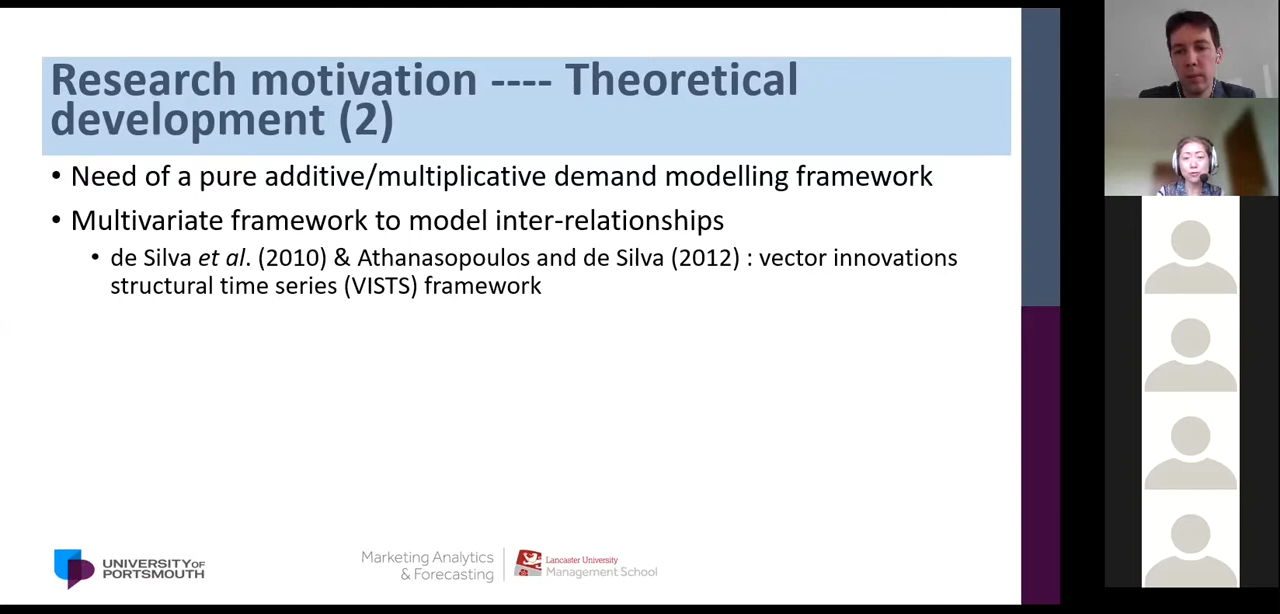 Research motivation ---- Theoretical
development (2)
• Need of a pure additive/multiplicative demand modelling framework
• Multivariate framework to model inter-relationships
• de Silva et al. (2010) & Athanasopoulos and de Silva (2012) : vector innovations
structural time series (VISTS) framework
UNIVERSITY OF
PORTSMOUTH
Marketing Analytics
& Forecasting
Lancaster University
Management School